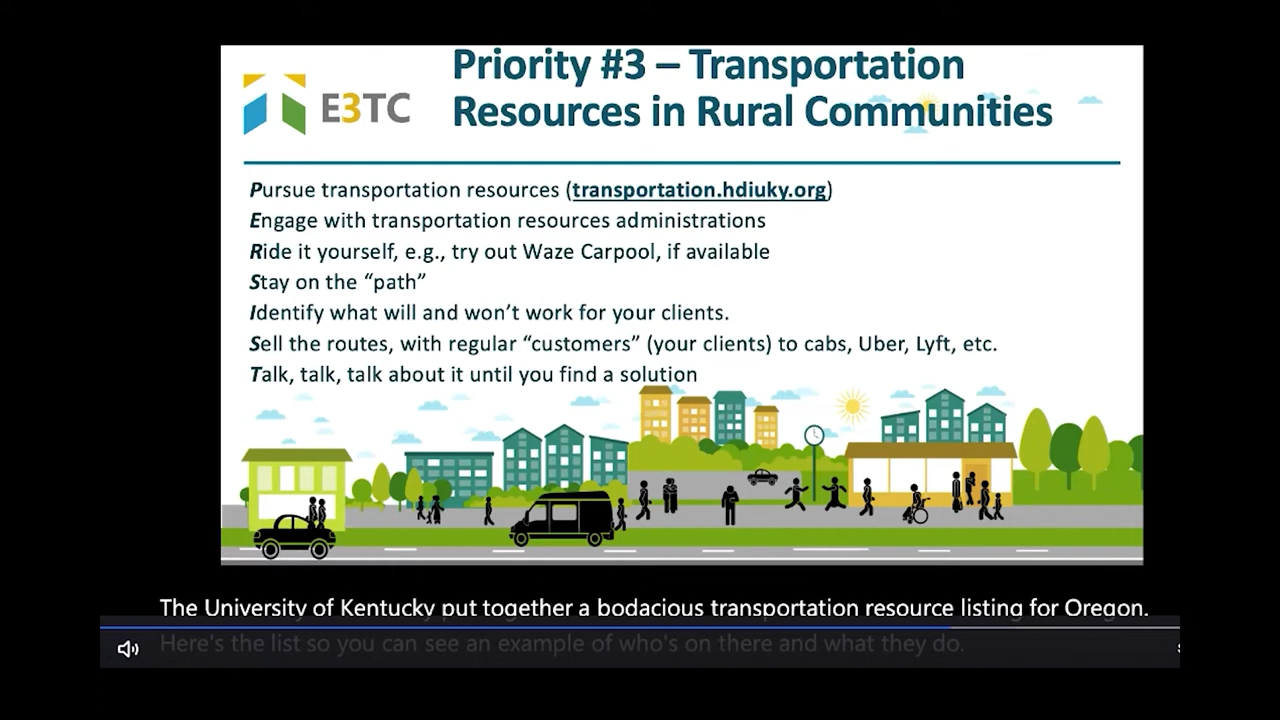 Priority #3 – Transportation
Resources in Rural Communities
E3TC
Pursue transportation resources (transportation.hdiuky.org)
Engage with transportation resources administrations
Ride it yourself, e.g., try out Waze Carpool, if available
Stay on the “path”
Identify what will and won’t work for your clients.
Sell the routes, with regular “customers” (your clients) to cabs, Uber, Lyft, etc.
Talk, talk, talk about it until you find a solution
The University of Kentucky put together a bodacious transportation resource listing for Oregon.
Here's the list so you can see an example of who's on there and what they do.